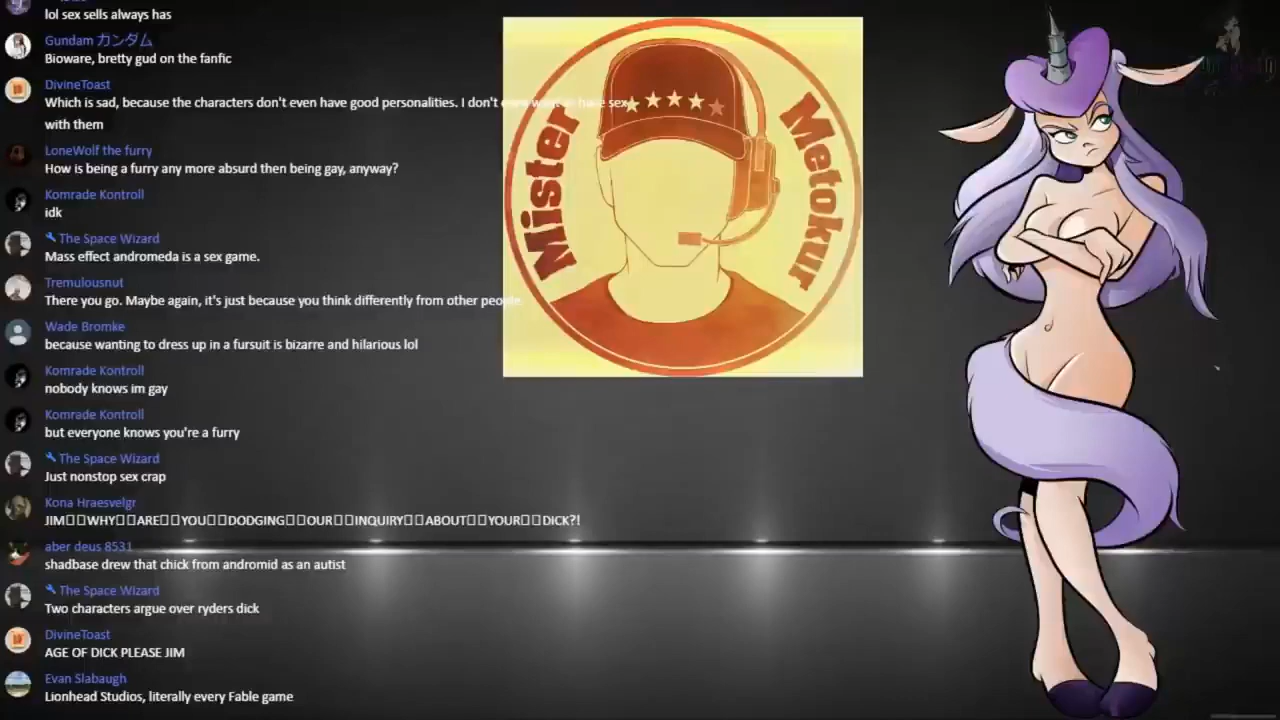 lol sex sells always has
Gundam カンダム
Bioware, bretty gud on the fanfic
DivineToast
Which is sad, because the characters don't even have good personalities. I don't even want to have sex
with them
LoneWolf the furry
How is being a furry any more absurd then being gay, anyway?
Komrade Kontroll
idk
The Space Wizard
Mass effect andromeda is a sex game.
Tremulousnut
There you go. Maybe again, it's just because you think differently from other people.
Wade Bromke
because wanting to dress up in a fursuit is bizarre and hilarious lol
Komrade Kontroll
nobody knows im gay
Komrade Kontroll
but everyone knows you're a furry
The Space Wizard
Just nonstop sex crap
Kona Hraesvelgr
JIM WHY ARE YOU DODGING OUR INQUIRY ABOUT YOUR DICK?!
aber deus 8531
shadbase drew that chick from andromid as an autist
The Space Wizard
Two characters argue over ryders dick
DivineToast
AGE OF DICK PLEASE JIM
Evan Slabaugh
Lionhead Studios, literally every Fable game
Mister
Metokur